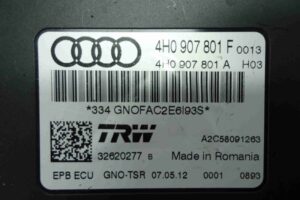 4H0 907 801 F 0013
4H0 907 801 A H03
*334 GNOFAC2E6I93S*
TRW A2C58091263
32620277 B Made in Romania
EPB ECU GNO-TSR 07.05.12 0001 0893